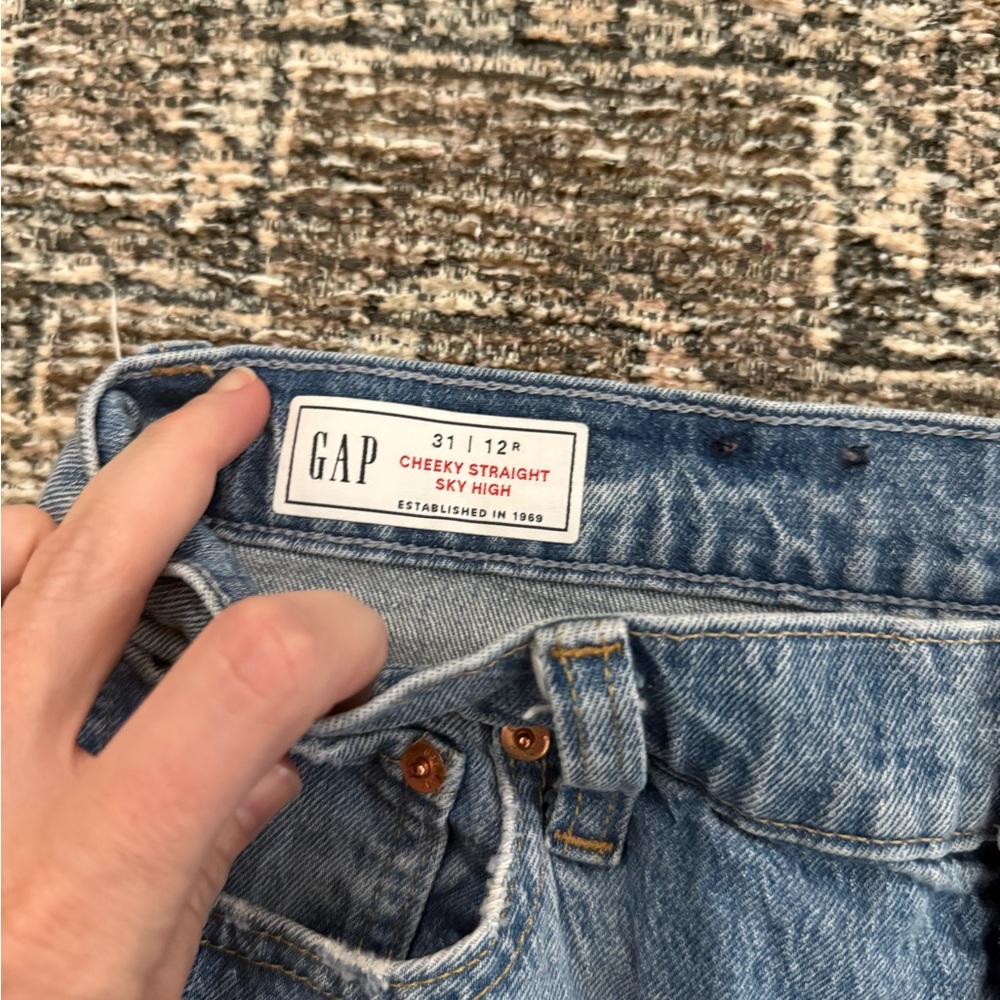 GAP
31 | 12R
CHEEKY STRAIGHT
SKY HIGH
ESTABLISHED IN 1969